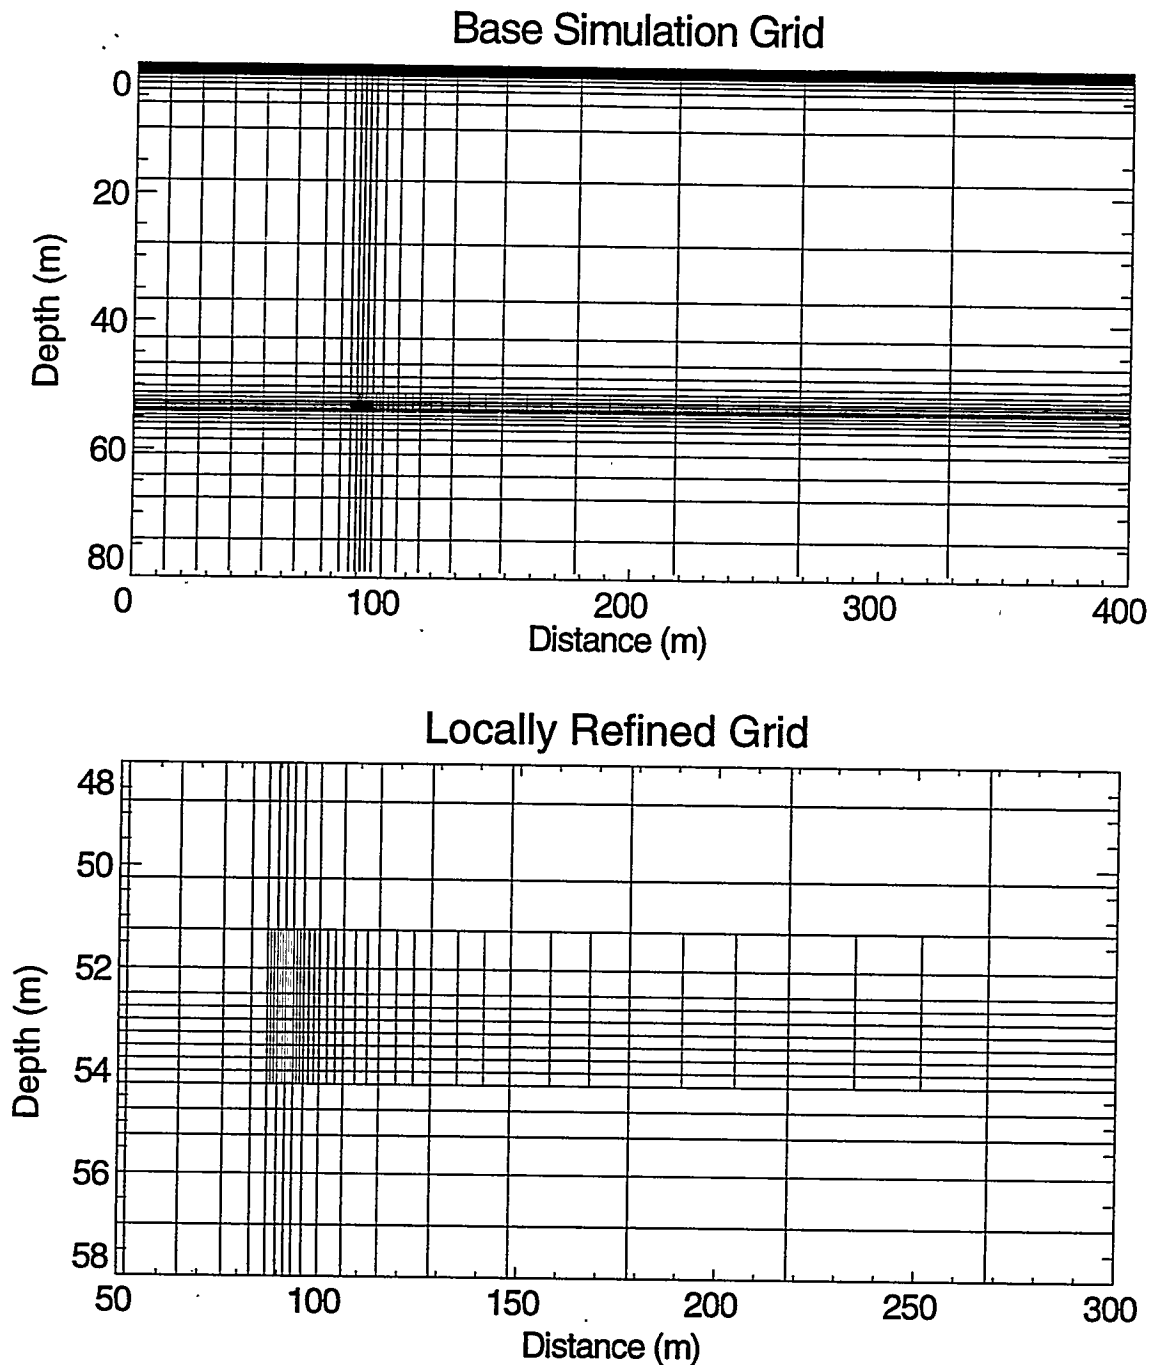 Base Simulation Grid
0
20
40
60
80
Depth (m)
0 100 200 300 400
Distance (m)
Locally Refined Grid
48
50
52
54
56
58
Depth (m)
50 100 150 200 250 300
Distance (m)